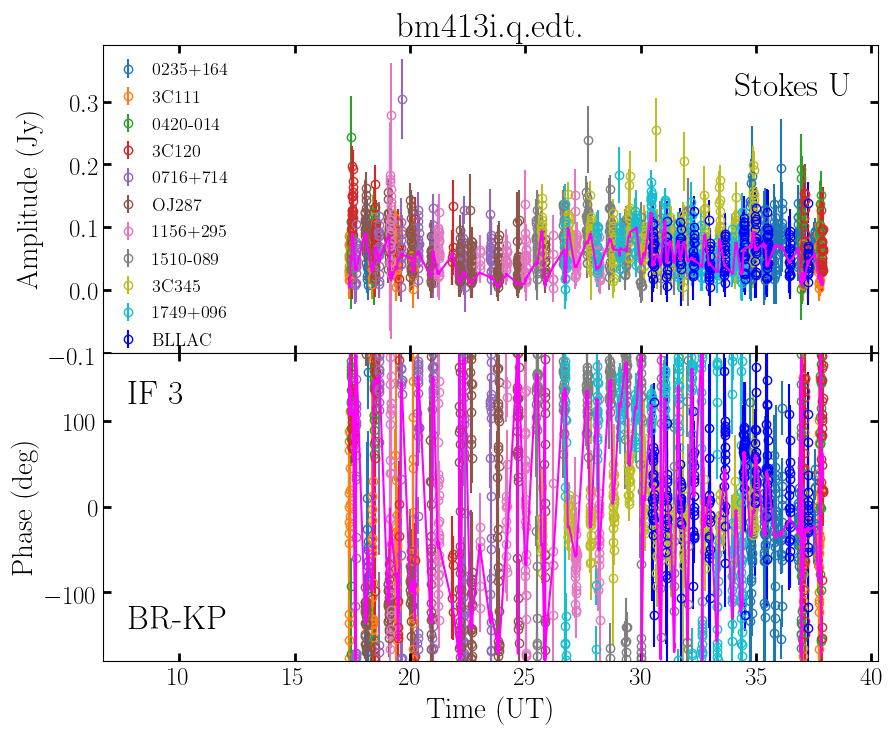 bm413i.q.edt.
Stokes U
Amplitude (Jy)
0.3
0.2
0.1
0.0
−0.1
0235+164
3C111
0420-014
3C120
0716+714
OJ287
1156+295
1510-089
3C345
1749+096
BLLAC
IF 3
BR-KP
Phase (deg)
100
0
−100
10 15 20 25 30 35 40
Time (UT)